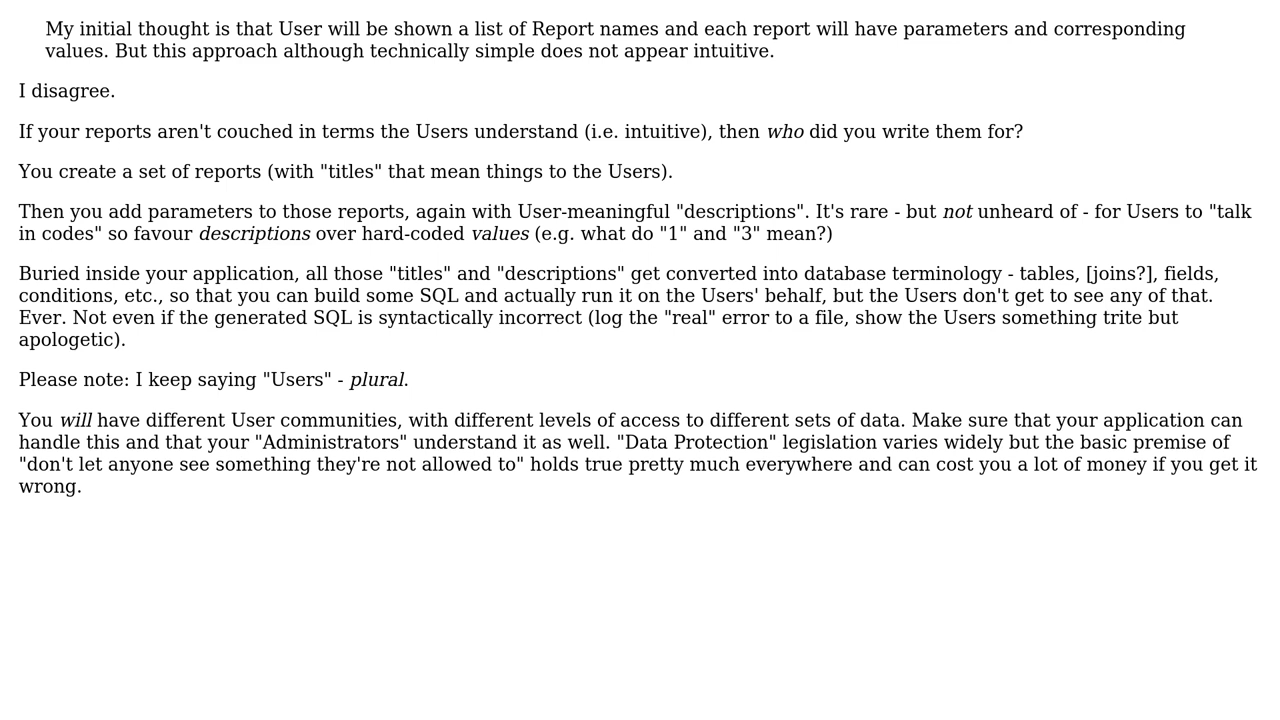 My initial thought is that User will be shown a list of Report names and each report will have parameters and corresponding
values. But this approach although technically simple does not appear intuitive.
I disagree.
If your reports aren't couched in terms the Users understand (i.e. intuitive), then who did you write them for?
You create a set of reports (with "titles" that mean things to the Users).
Then you add parameters to those reports, again with User-meaningful "descriptions". It's rare - but not unheard of - for Users to "talk
in codes" so favour descriptions over hard-coded values (e.g. what do "1" and "3" mean?)
Buried inside your application, all those "titles" and "descriptions" get converted into database terminology - tables, [joins?], fields,
conditions, etc., so that you can build some SQL and actually run it on the Users' behalf, but the Users don't get to see any of that.
Ever. Not even if the generated SQL is syntactically incorrect (log the "real" error to a file, show the Users something trite but
apologetic).
Please note: I keep saying "Users" - plural.
You will have different User communities, with different levels of access to different sets of data. Make sure that your application can
handle this and that your "Administrators" understand it as well. "Data Protection" legislation varies widely but the basic premise of
"don't let anyone see something they're not allowed to" holds true pretty much everywhere and can cost you a lot of money if you get it
wrong.